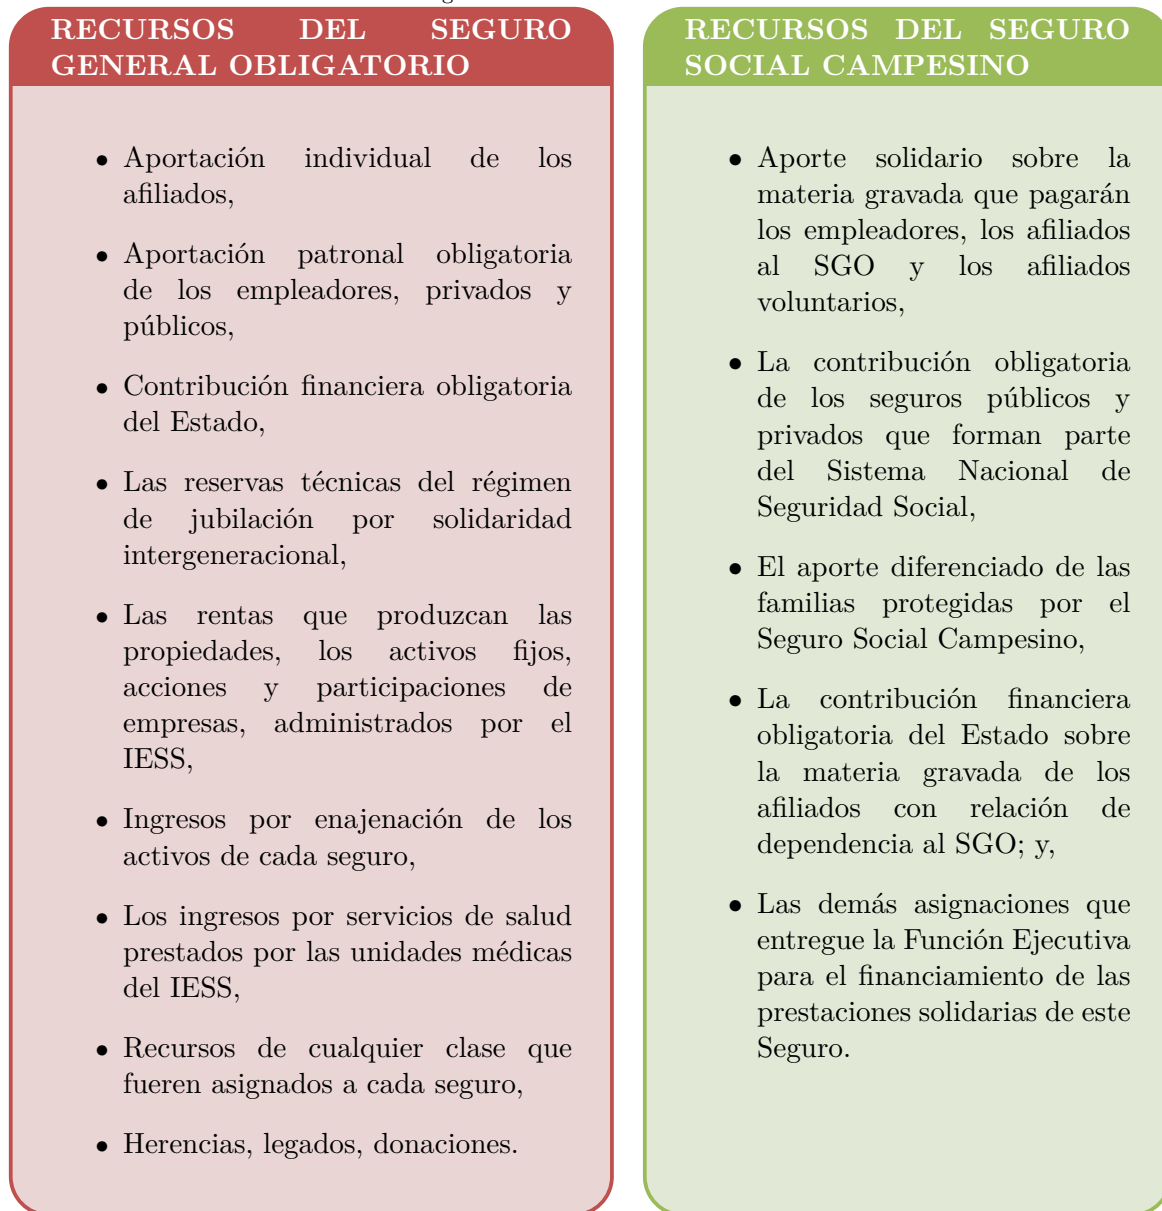 RECURSOS DEL SEGURO
GENERAL OBLIGATORIO
• Aportación individual de los
afiliados,
• Aportación patronal obligatoria
de los empleadores, privados y
públicos,
• Contribución financiera obligatoria
del Estado,
• Las reservas técnicas del régimen
de jubilación por solidaridad
intergeneracional,
• Las rentas que produzcan las
propiedades, los activos fijos,
acciones y participaciones de
empresas, administrados por el
IESS,
• Ingresos por enajenación de los
activos de cada seguro,
• Los ingresos por servicios de salud
prestados por las unidades médicas
del IESS,
• Recursos de cualquier clase que
fueren asignados a cada seguro,
• Herencias, legados, donaciones.
RECURSOS DEL SEGURO
SOCIAL CAMPESINO
• Aporte solidario sobre la
materia gravada que pagarán
los empleadores, los afiliados
al SGO y los afiliados
voluntarios,
• La contribución obligatoria
de los seguros públicos y
privados que forman parte
del Sistema Nacional de
Seguridad Social,
• El aporte diferenciado de las
familias protegidas por el
Seguro Social Campesino,
• La contribución financiera
obligatoria del Estado sobre
la materia gravada de los
afiliados con relación de
dependencia al SGO; y,
• Las demás asignaciones que
entregue la Función Ejecutiva
para el financiamiento de las
prestaciones solidarias de este
Seguro.